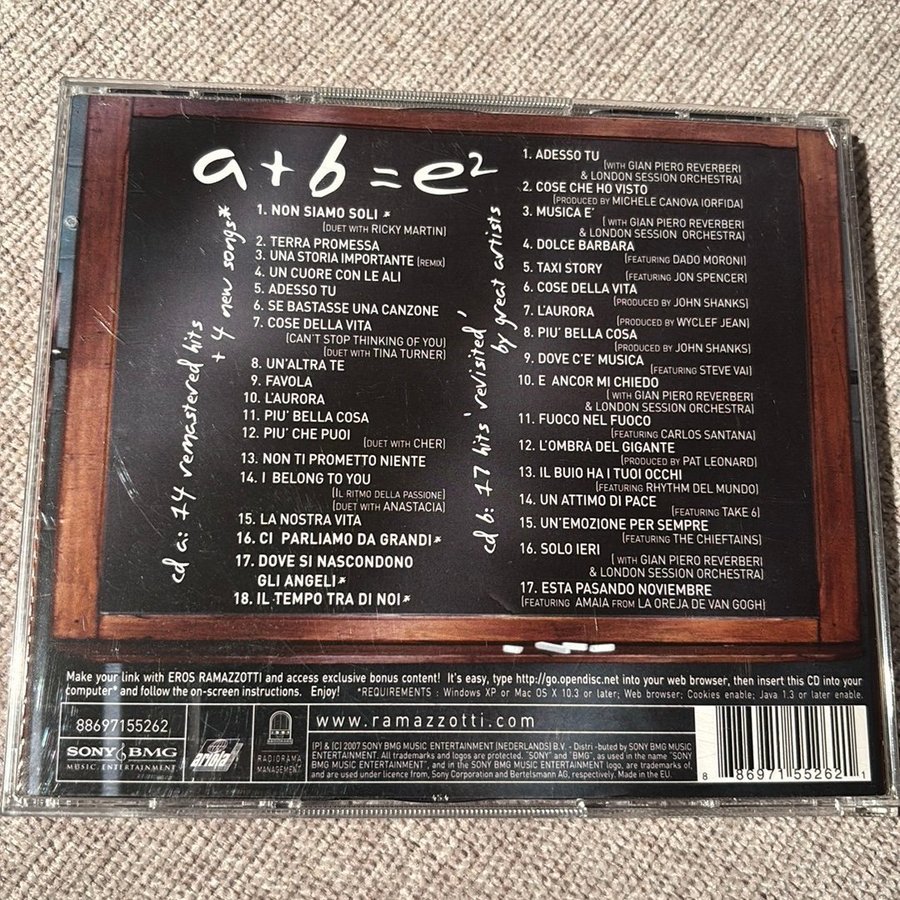 a + b = e²
cd a: 14 remastered hits
+ 4 new songs*
1. NON SIAMO SOLI *
(DUET WITH RICKY MARTIN)
2. TERRA PROMESSA
3. UNA STORIA IMPORTANTE (REMIX)
4. UN CUORE CON LE ALI
5. ADESSO TU
6. SE BASTASSE UNA CANZONE
7. COSE DELLA VITA
(CAN'T STOP THINKING OF YOU)
(DUET WITH TINA TURNER)
8. UN'ALTRA TE
9. FAVOLA
10. L'AURORA
11. PIU' BELLA COSA
12. PIU' CHE PUOI
(DUET WITH CHER)
13. NON TI PROMETTO NIENTE
14. I BELONG TO YOU
(IL RITMO DELLA PASSIONE)
(DUET WITH ANASTACIA)
15. LA NOSTRA VITA
16. CI PARLIAMO DA GRANDI*
17. DOVE SI NASCONDONO
GLI ANGELI*
18. IL TEMPO TRA DI NOI*
cd b: 17 hits 'revisited'
by great artists
1. ADESSO TU
(WITH GIAN PIERO REVERBERI
& LONDON SESSION ORCHESTRA)
2. COSE CHE HO VISTO
(PRODUCED BY MICHELE CANOVA IORFIDA)
3. MUSICA E'
(WITH GIAN PIERO REVERBERI
& LONDON SESSION ORCHESTRA)
4. DOLCE BARBARA
(FEATURING DADO MORONI)
5. TAXI STORY
(FEATURING JON SPENCER)
6. COSE DELLA VITA
(PRODUCED BY JOHN SHANKS)
7. L'AURORA
(PRODUCED BY WYCLEF JEAN)
8. PIU' BELLA COSA
(PRODUCED BY JOHN SHANKS)
9. DOVE C'E' MUSICA
(FEATURING STEVE VAI)
10. E ANCOR MI CHIEDO
(WITH GIAN PIERO REVERBERI
& LONDON SESSION ORCHESTRA)
11. FUOCO NEL FUOCO
(FEATURING CARLOS SANTANA)
12. L'OMBRA DEL GIGANTE
(PRODUCED BY PAT LEONARD)
13. IL BUIO HA I TUOI OCCHI
(FEATURING RHYTHM DEL MUNDO)
14. UN ATTIMO DI PACE
(FEATURING TAKE 6)
15. UN'EMOZIONE PER SEMPRE
(FEATURING THE CHIEFTAINS)
16. SOLO IERI
(WITH GIAN PIERO REVERBERI
& LONDON SESSION ORCHESTRA)
17. ESTA PASANDO NOVIEMBRE
(FEATURING AMAIA FROM LA OREJA DE VAN GOGH)
Make your link with EROS RAMAZZOTTI and access exclusive bonus content! It's easy, type http://go.opendisc.net into your web browser, then insert this CD into your
computer* and follow the on-screen instructions. Enjoy! *REQUIREMENTS : Windows XP or Mac OS X 10.3 or later; Web browser; Cookies enable; Java 1.3 or later enable.
88697155262
SONY BMG
MUSIC ENTERTAINMENT
ariola
RADIORAMA
MANAGEMENT
www.ramazzotti.com
(P) & (C) 2007 SONY BMG MUSIC ENTERTAINMENT (NEDERLANDS) B.V. - Distri -buted by SONY BMG MUSIC
ENTERTAINMENT. All trademarks and logos are protected. "SONY" and "BMG", as used in the name "SONY
BMG MUSIC ENTERTAINMENT", and in the SONY BMG MUSIC ENTERTAINMENT logo, are trademarks of,
and are used under licence from, Sony Corporation and Bertelsmann AG, respectively. Made in the EU.
8 86971 55262 1